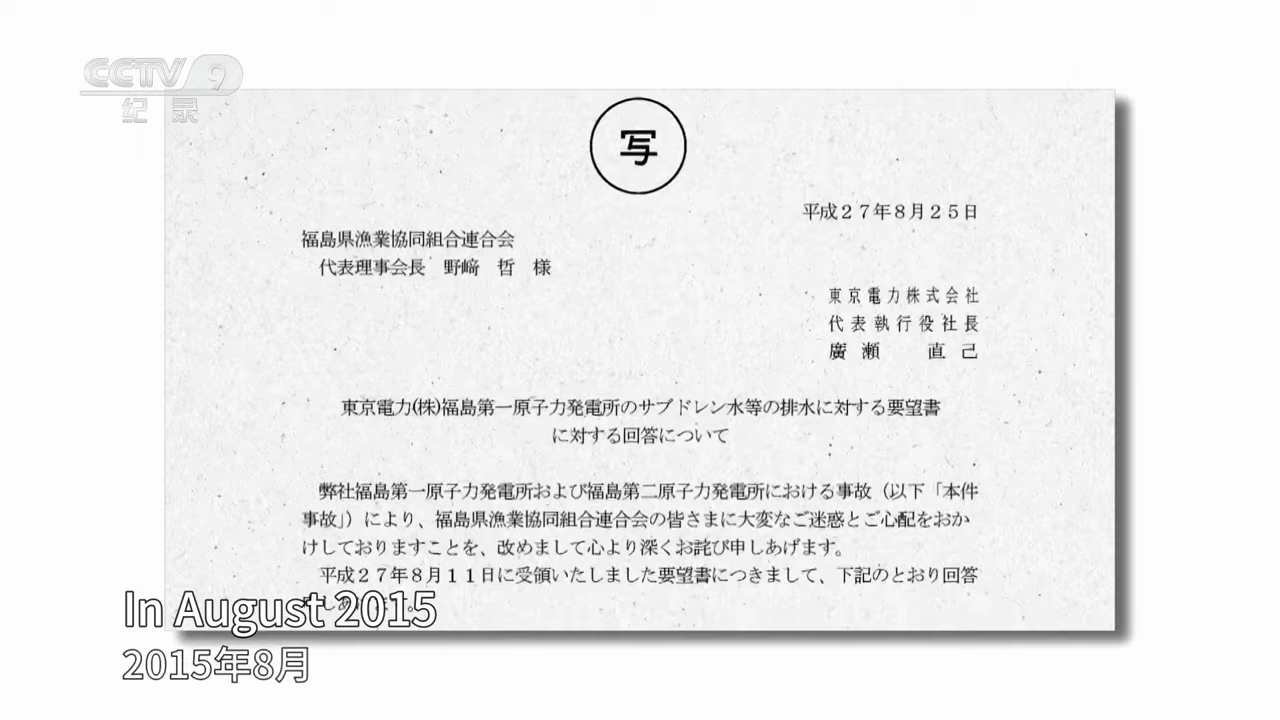 CCTV 9
纪录
写
平成２７年８月２５日
福島県漁業協同組合連合会
代表理事会長　野﨑　哲　様
東京電力株式会社
代表執行役社長
廣瀬　直己
東京電力(株)福島第一原子力発電所のサブドレン水等の排水に対する要望書
に対する回答について
弊社福島第一原子力発電所および福島第二原子力発電所における事故（以下「本件
事故」）により、福島県漁業協同組合連合会の皆さまに大変なご迷惑とご心配をおか
けしておりますことを、改めまして心より深くお詫び申しあげます。
平成２７年８月１１日に受領いたしました要望書につきまして、下記のとおり回答
In August 2015
2015年8月